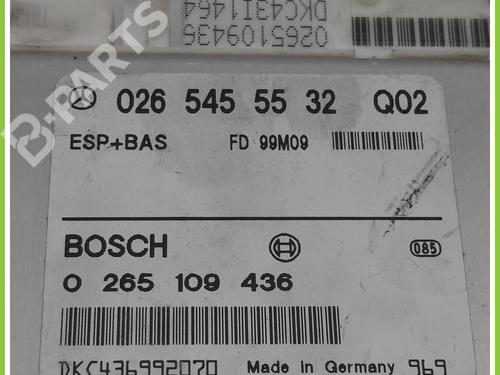 0265109436
DKC43I1464
B-PARTS
026 545 55 32 Q02
ESP+BAS FD 99M09
BOSCH 085
0 265 109 436
DKC436992070 Made in Germany 969